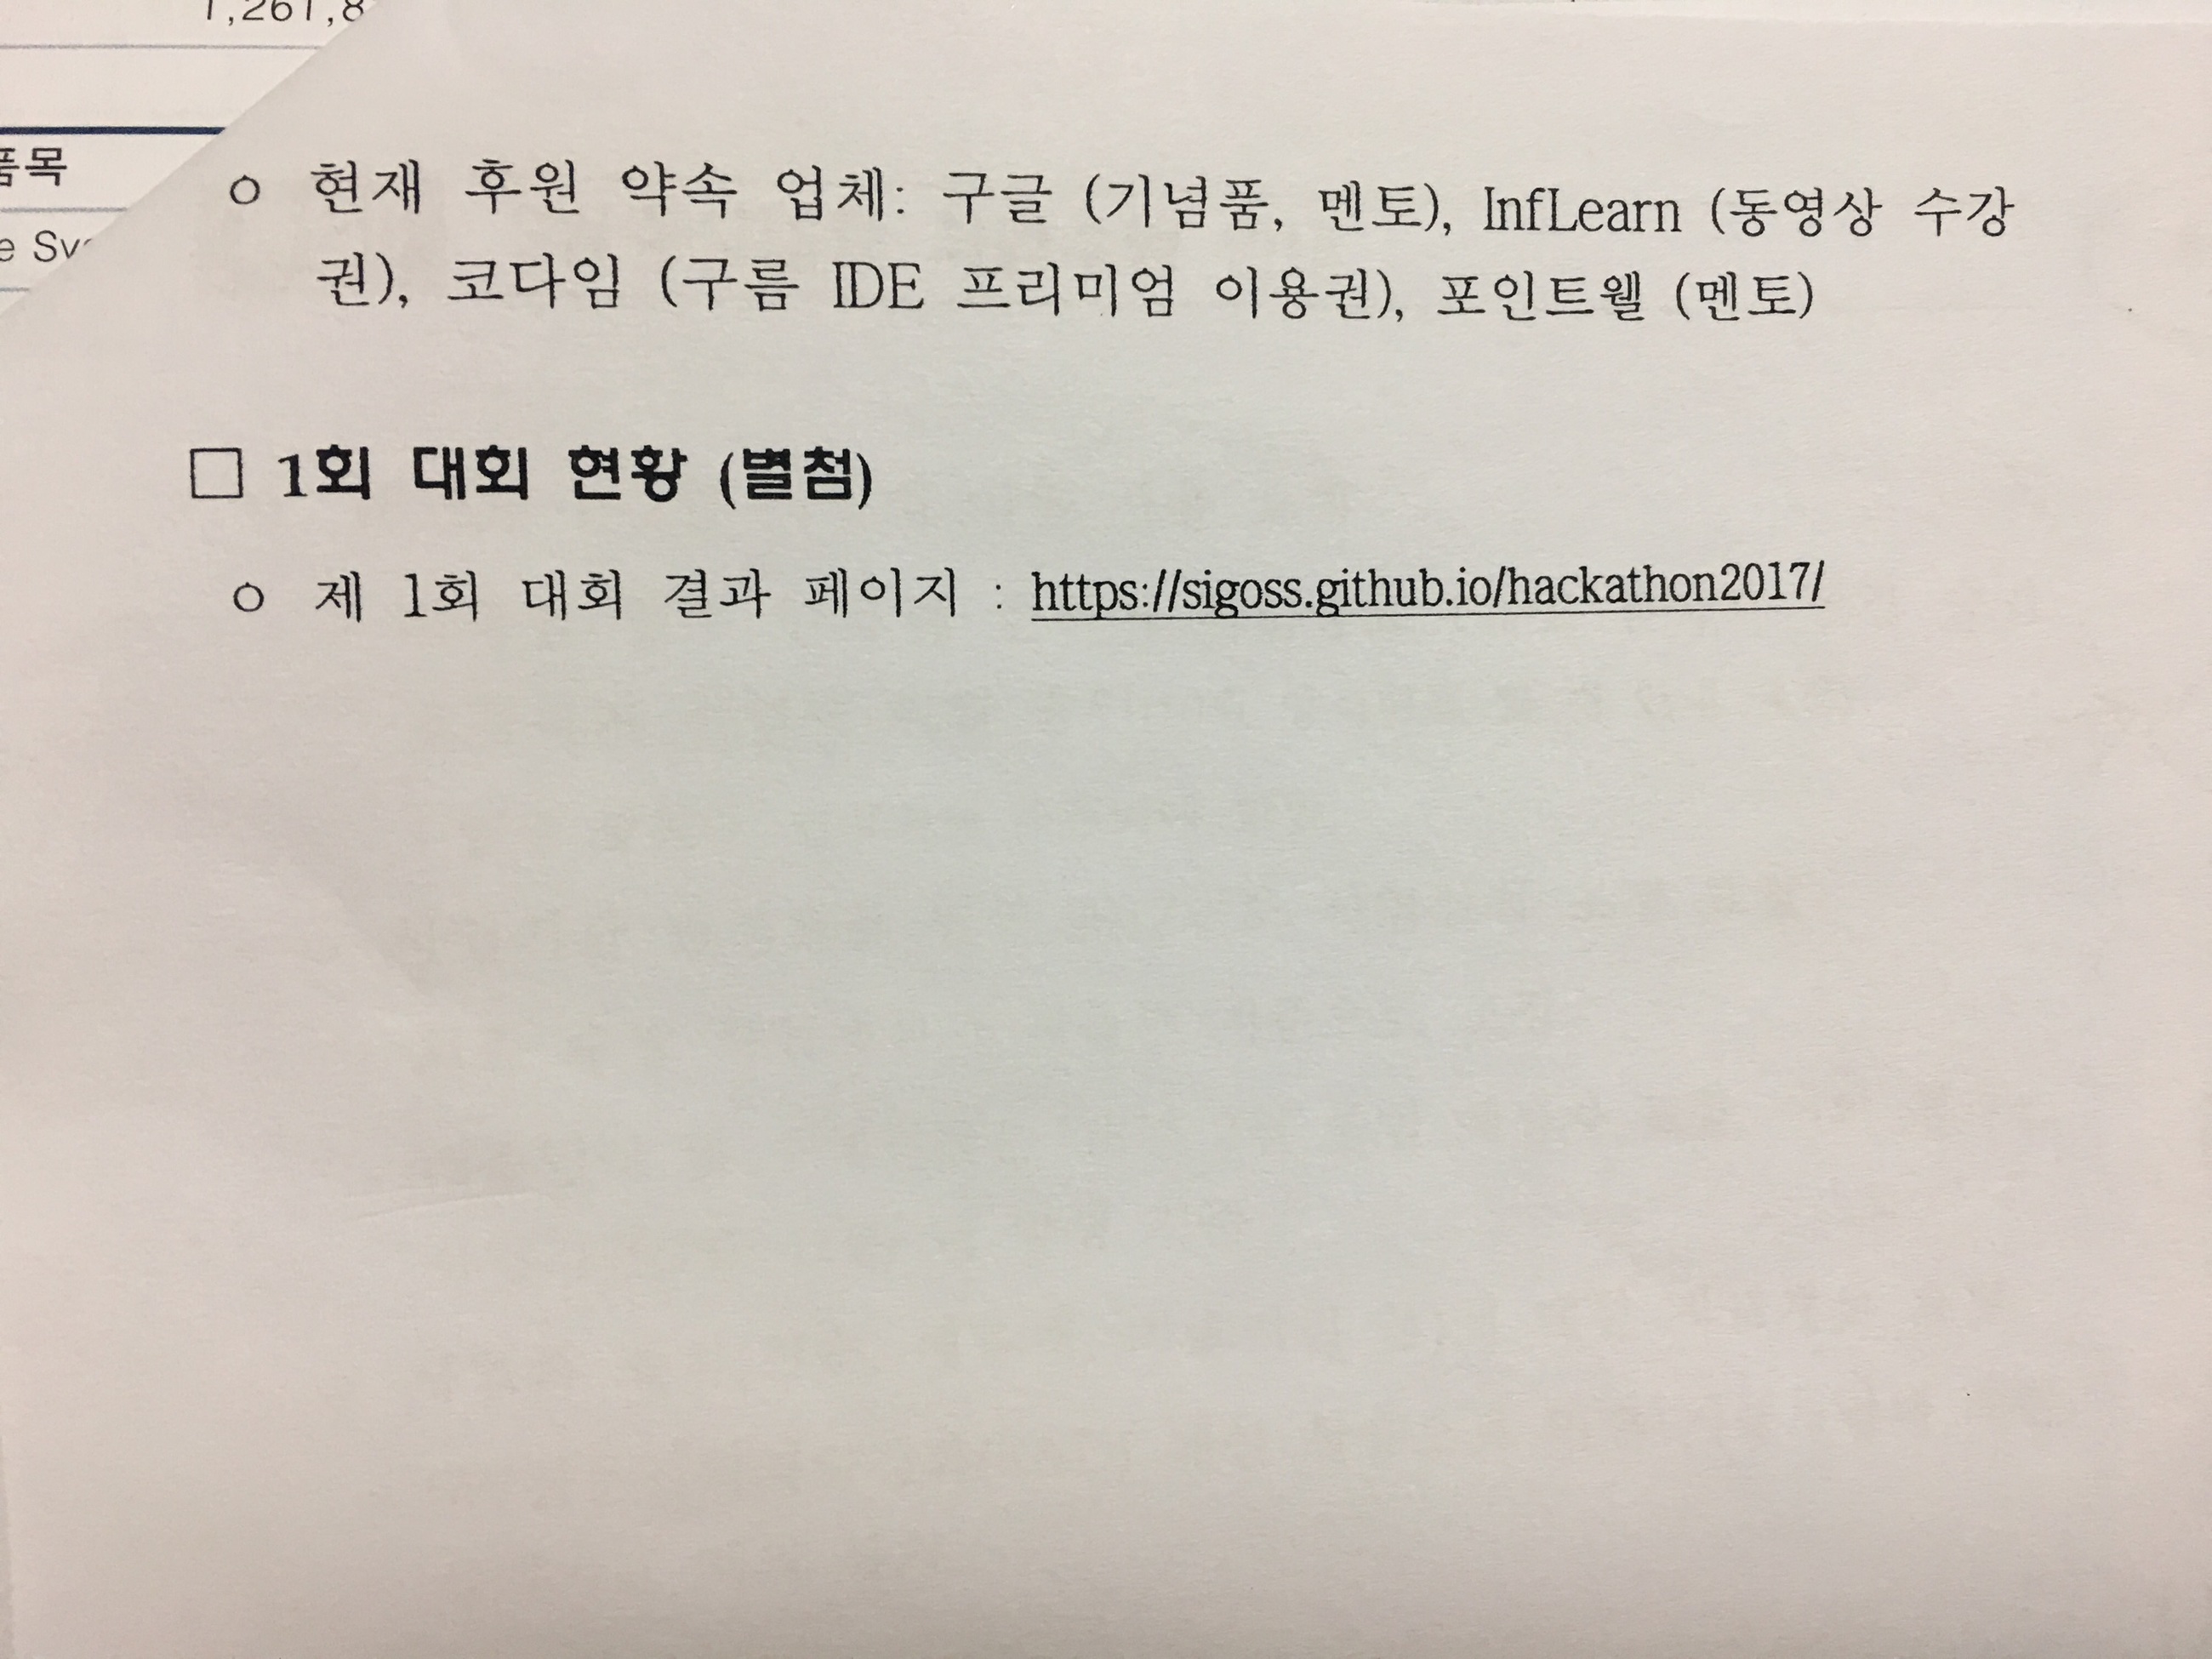 1,261,8
품목
e Sy
ㅇ 현재 후원 약속 업체: 구글 (기념품, 멘토), InfLearn (동영상 수강
권), 코다임 (구름 IDE 프리미엄 이용권), 포인트웰 (멘토)
□ 1회 대회 현황 (별첨)
ㅇ 제 1회 대회 결과 페이지 : https://sigoss.github.io/hackathon2017/